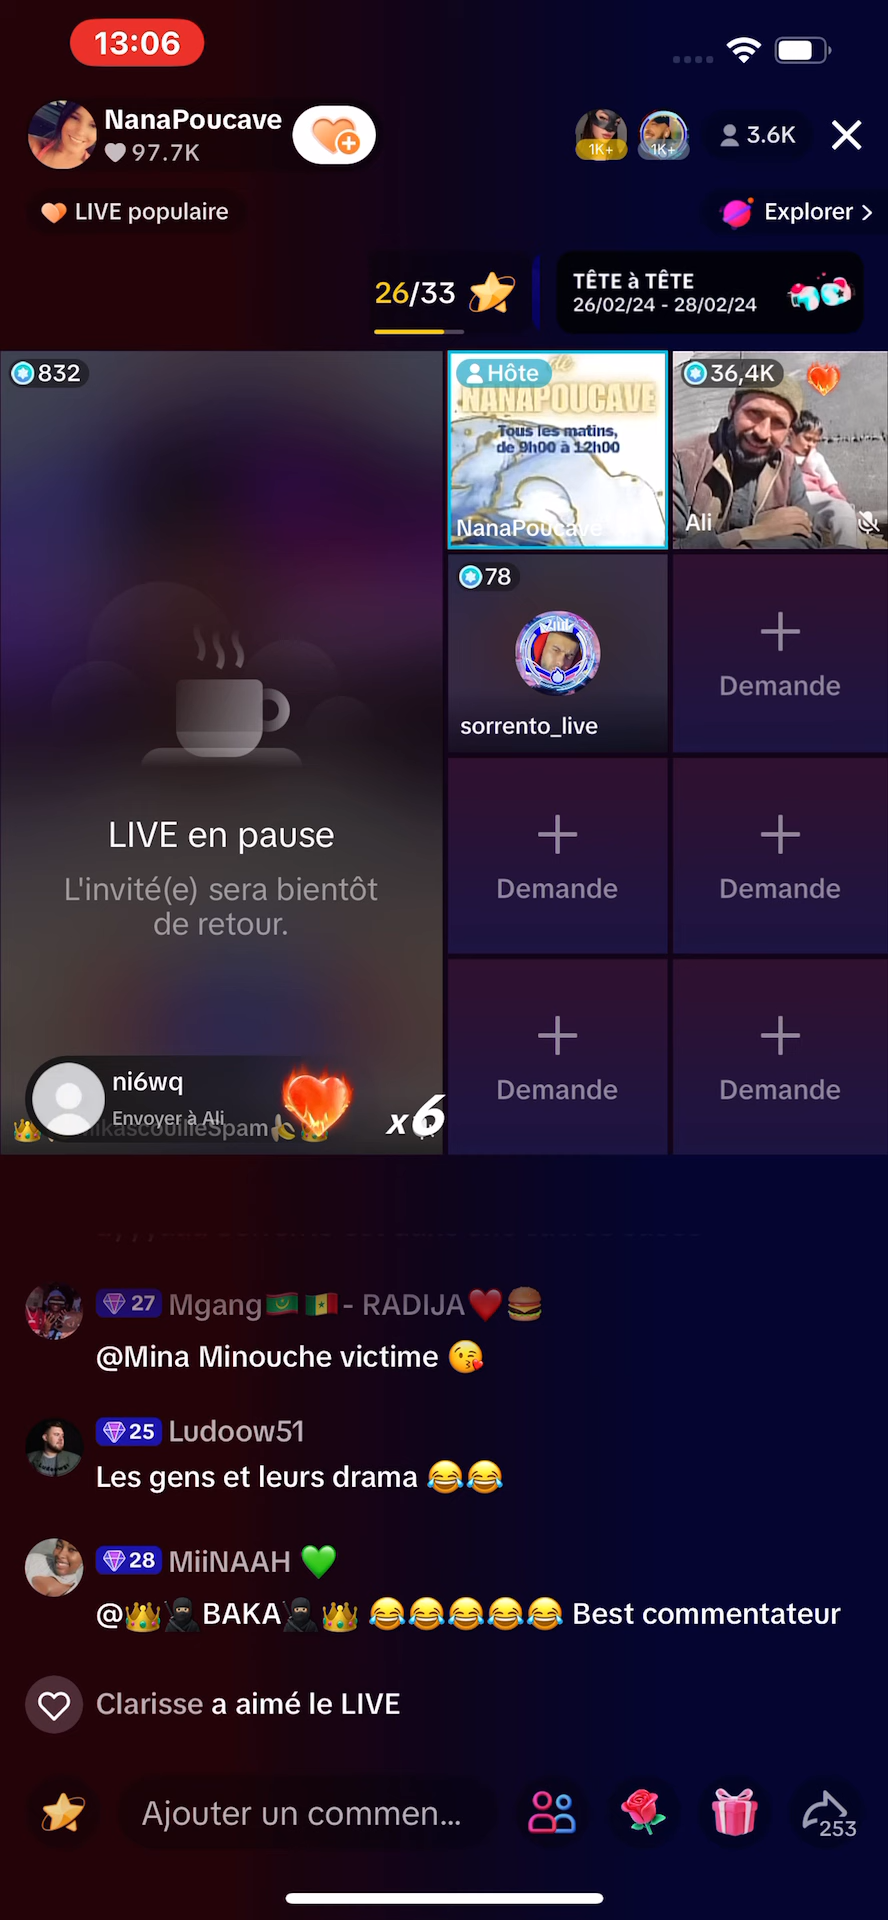 13:06
NanaPoucave
97.7K
1K+
1K+
3.6K
LIVE populaire
Explorer >
26/33
TÊTE à TÊTE
26/02/24 - 28/02/24
832
Hôte
de
NANAPOUCAVE
Tous les matins,
de 9h00 à 12h00
NanaPoucave
36,4K
Ali
78
sorrento_live
Demande
LIVE en pause
L'invité(e) sera bientôt
de retour.
Demande
Demande
Demande
Demande
ni6wq
Envoyer à Ali
x6
27 Mgang🇲🇷🇸🇳- RADIJA❤️🍔
@Mina Minouche victime 😘
25 Ludoow51
Les gens et leurs drama 😂😂
28 MiiNAAH 💚
@👑🥷BAKA🥷👑 😂😂😂😂😂 Best commentateur
Clarisse a aimé le LIVE
Ajouter un commen...
253